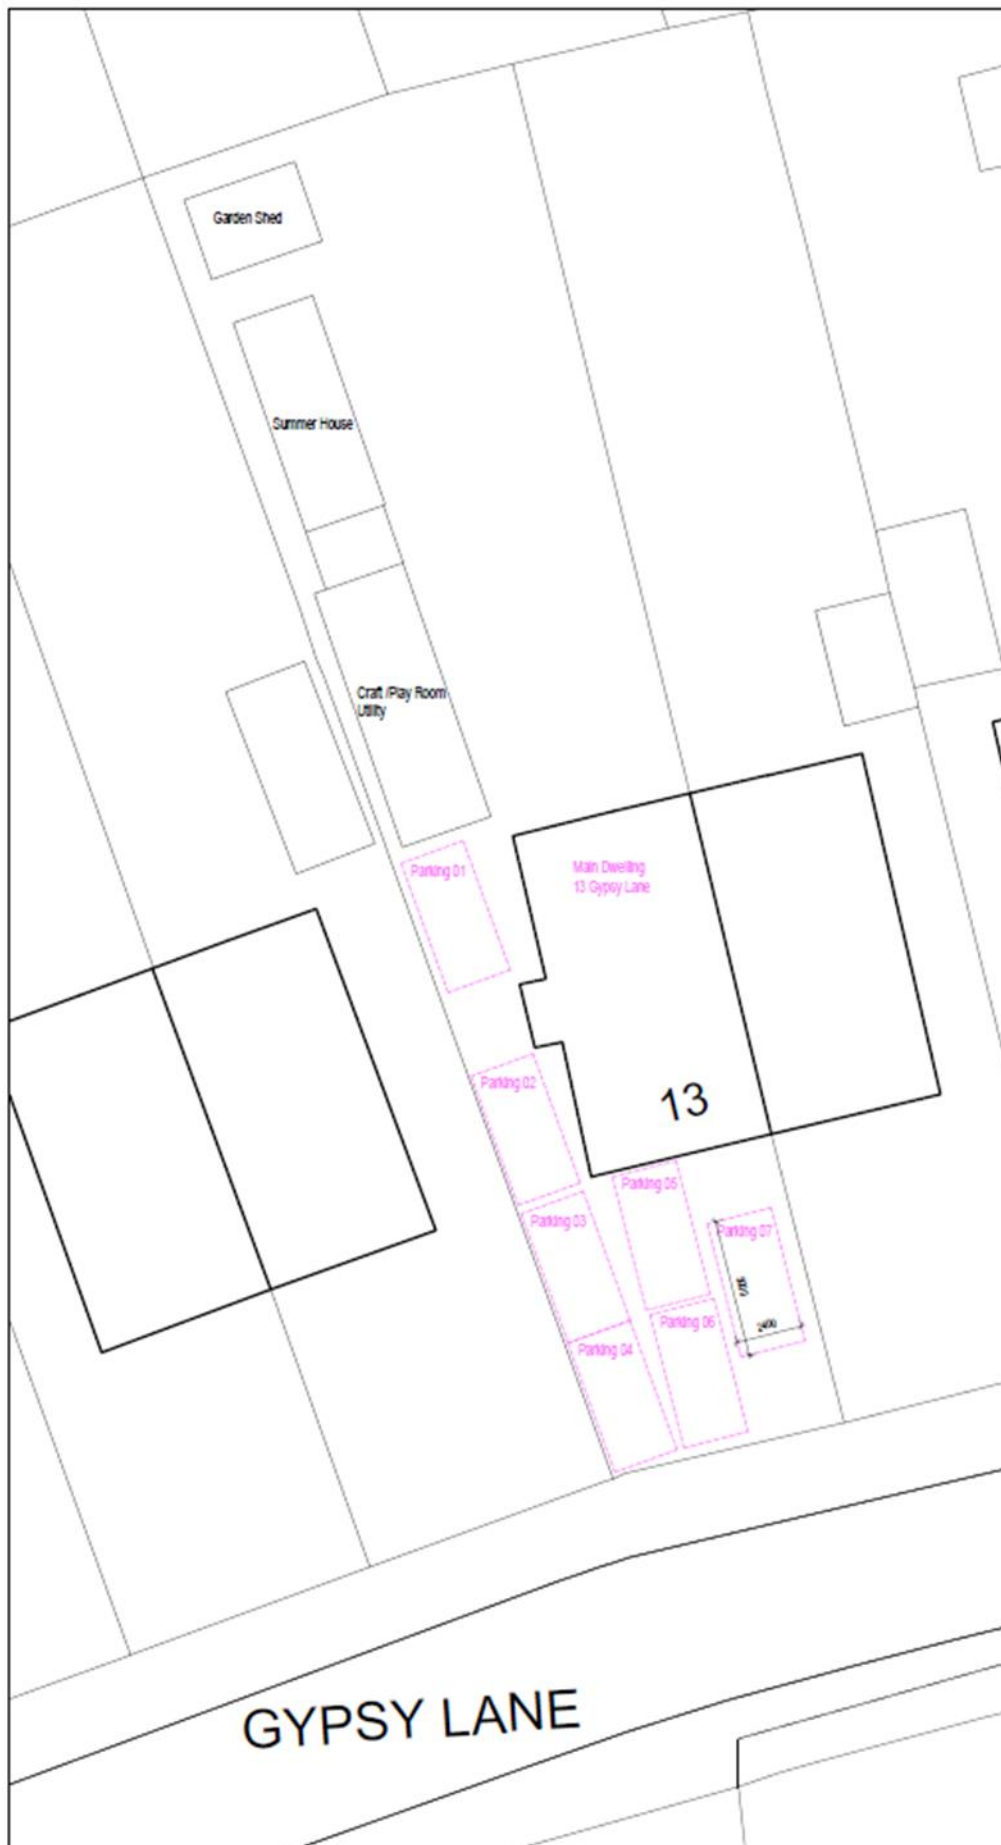 Garden Shed
Summer House
Craft /Play Room
Utility
Parking 01
Main Dwelling
13 Gypsy Lane
Parking 02
13
Parking 05
Parking 03
Parking 07
2400
Parking 06
Parking 04
GYPSY LANE